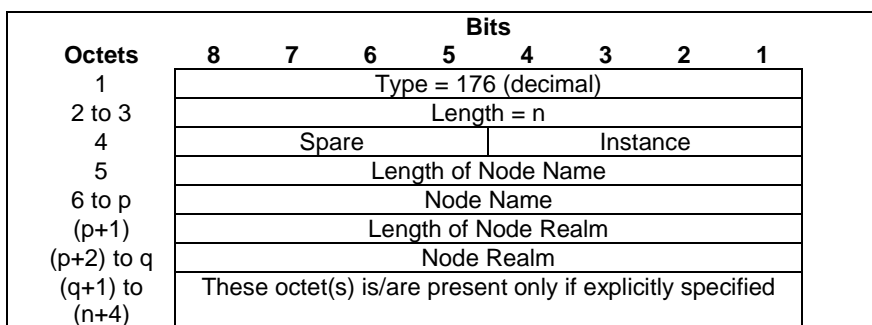 Bits
Octets 8 7 6 5 4 3 2 1
1 Type = 176 (decimal)
2 to 3 Length = n
4 Spare Instance
5 Length of Node Name
6 to p Node Name
(p+1) Length of Node Realm
(p+2) to q Node Realm
(q+1) to These octet(s) is/are present only if explicitly specified
(n+4)